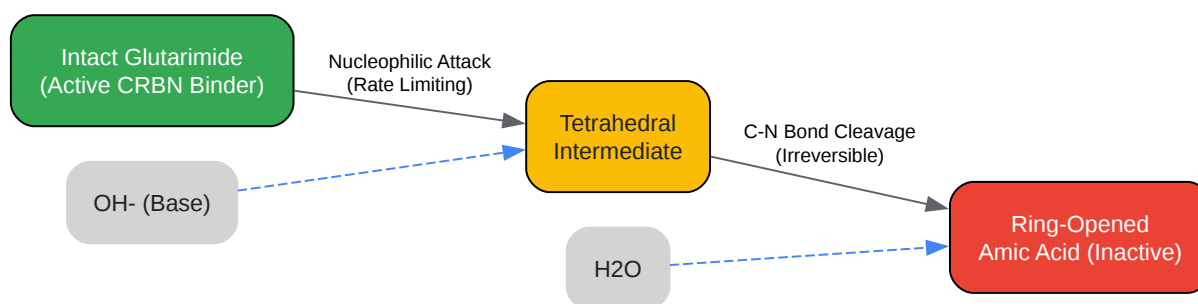 Intact Glutarimide
(Active CRBN Binder)
Nucleophilic Attack
(Rate Limiting)
Tetrahedral
Intermediate
C-N Bond Cleavage
(Irreversible)
OH- (Base)
Ring-Opened
Amic Acid (Inactive)
H2O